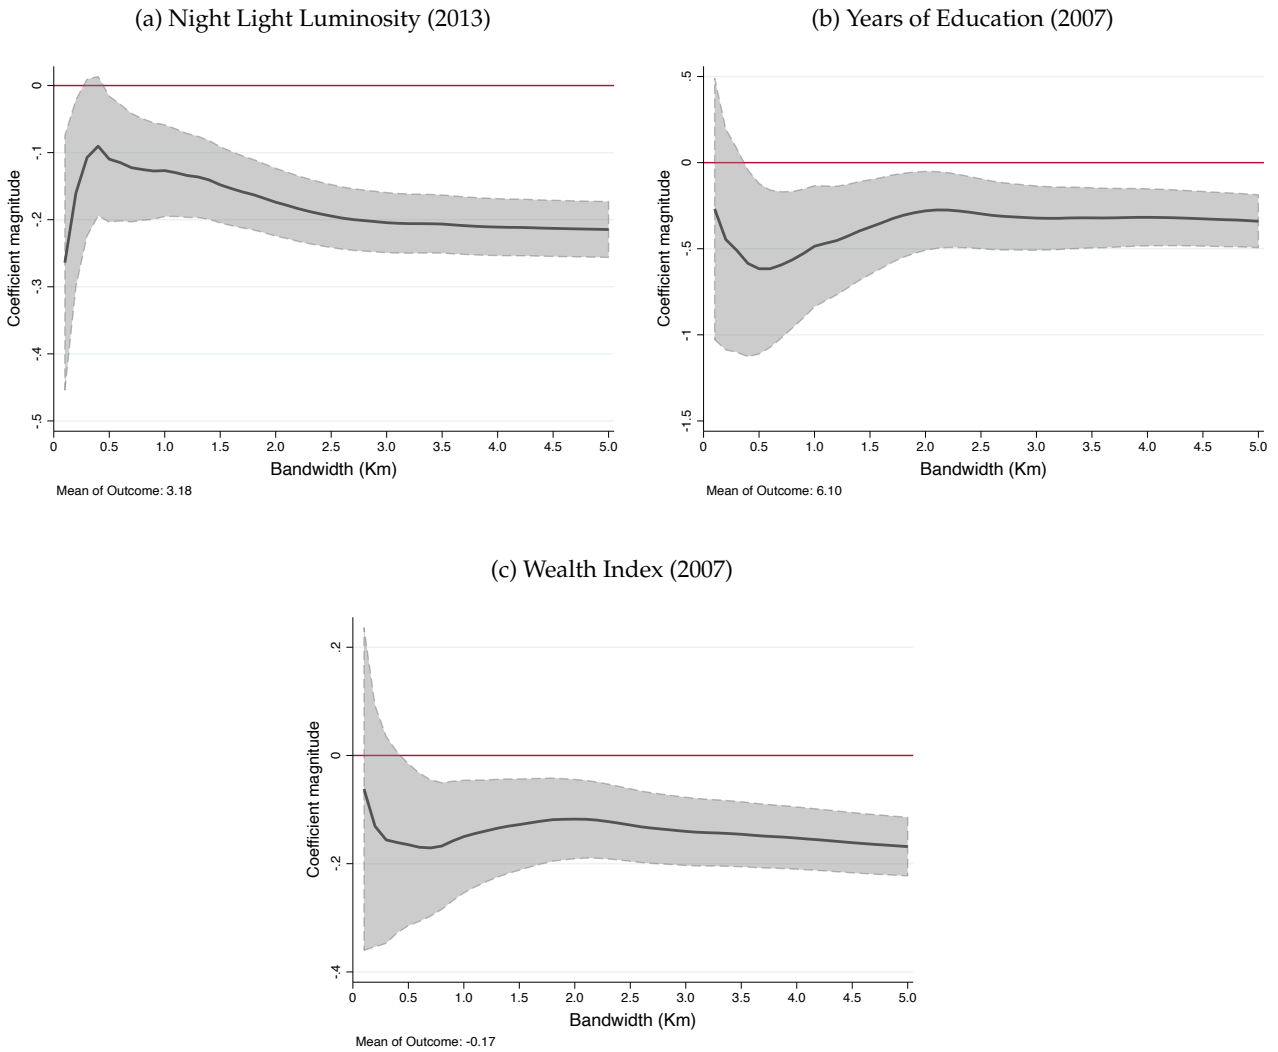 (a) Night Light Luminosity (2013)
Coefficient magnitude
0
-.1
-.2
-.3
-.4
-.5
0 0.5 1.0 1.5 2.0 2.5 3.0 3.5 4.0 4.5 5.0
Bandwidth (Km)
Mean of Outcome: 3.18
(b) Years of Education (2007)
Coefficient magnitude
.5
0
-.5
-1
-1.5
0 0.5 1.0 1.5 2.0 2.5 3.0 3.5 4.0 4.5 5.0
Bandwidth (Km)
Mean of Outcome: 6.10
(c) Wealth Index (2007)
Coefficient magnitude
.2
0
-.2
-.4
0 0.5 1.0 1.5 2.0 2.5 3.0 3.5 4.0 4.5 5.0
Bandwidth (Km)
Mean of Outcome: -0.17